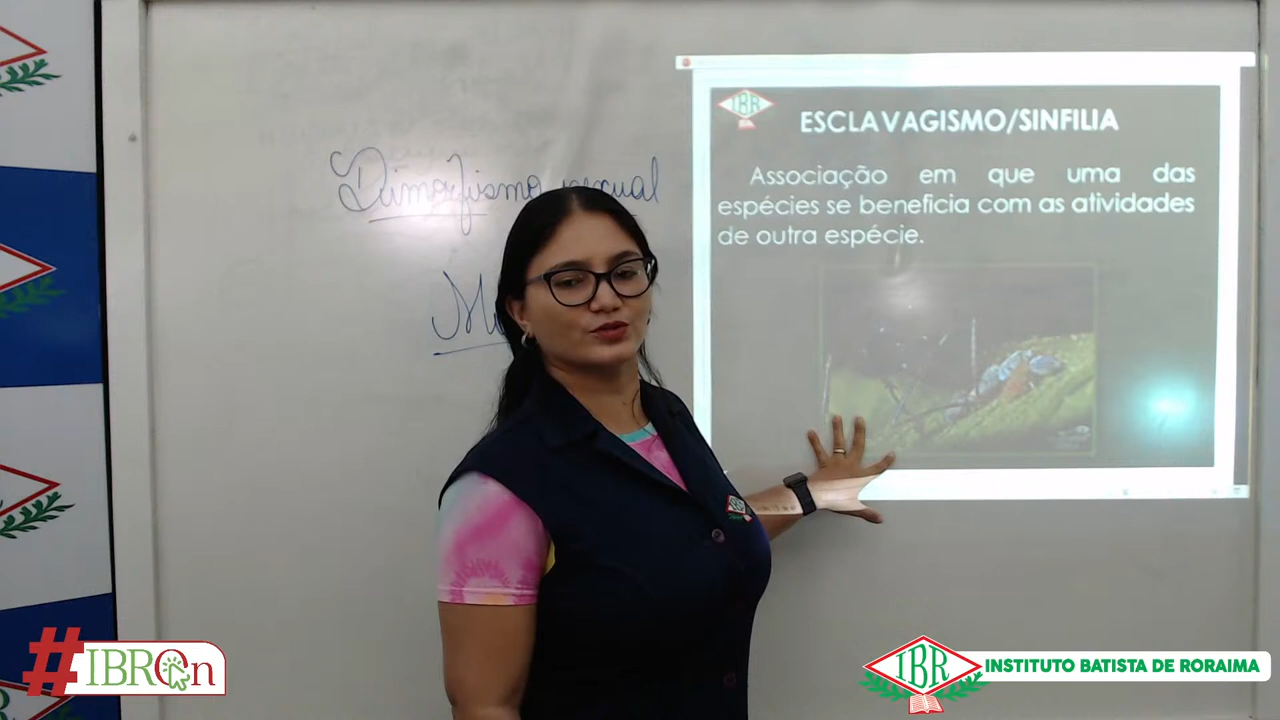 IBR
ESCLAVAGISMO/SINFILIA
Associação em que uma das
espécies se beneficia com as atividades
de outra espécie.
Dimorfismo sexual
IBR
#IBROn
IBR
INSTITUTO BATISTA DE RORAIMA